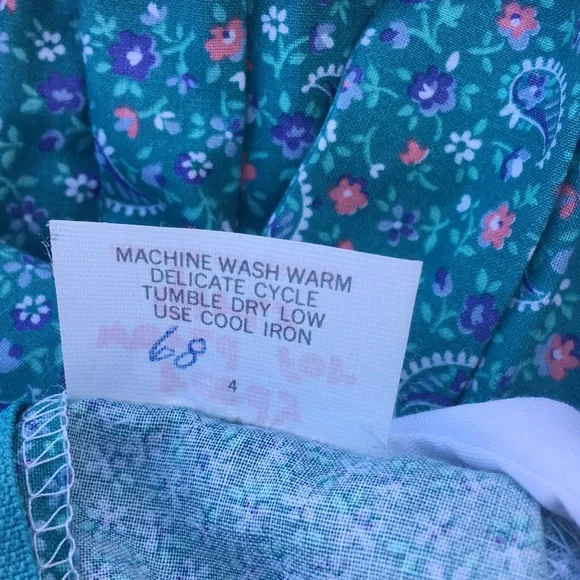 MACHINE WASH WARM
DELICATE CYCLE
TUMBLE DRY LOW
USE COOL IRON
68
4